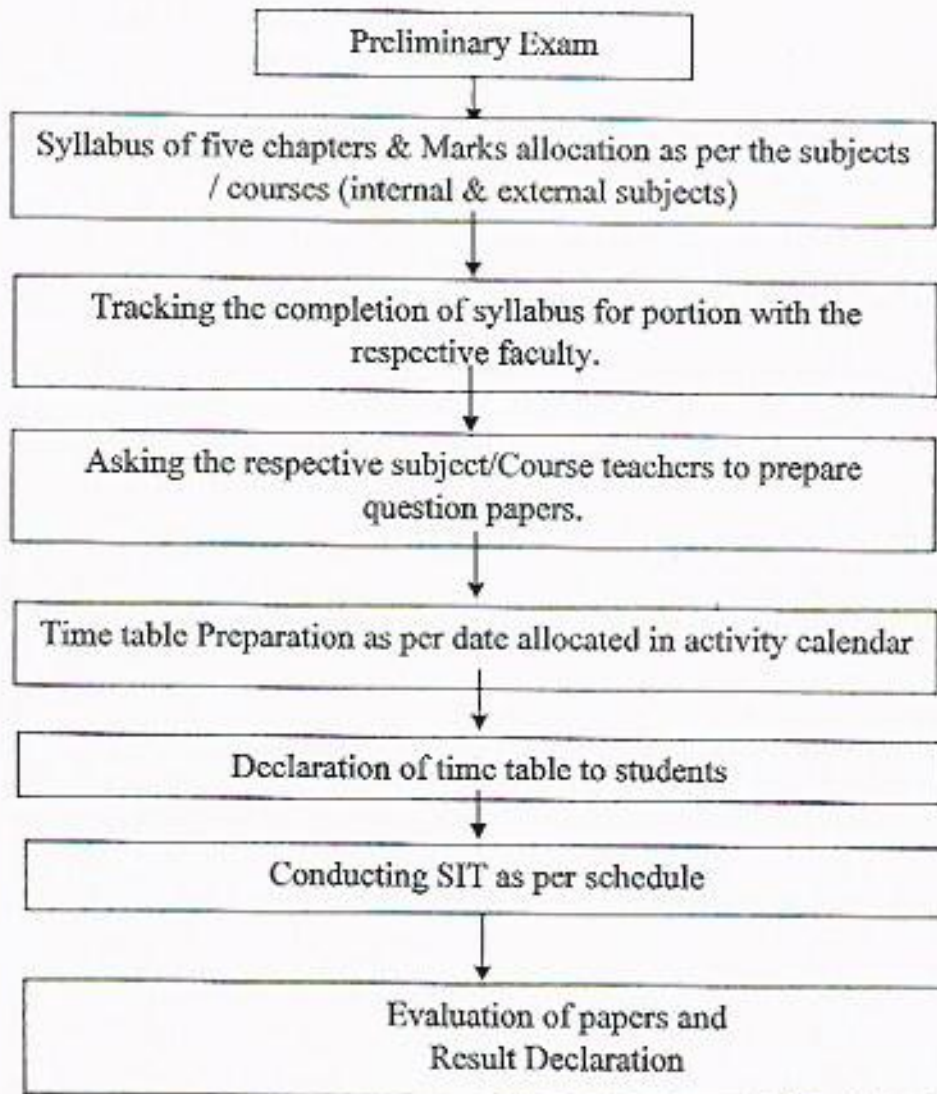 Preliminary Exam
Syllabus of five chapters & Marks allocation as per the subjects
/ courses (internal & external subjects)
Tracking the completion of syllabus for portion with the
respective faculty.
Asking the respective subject/Course teachers to prepare
question papers.
Time table Preparation as per date allocated in activity calendar
Declaration of time table to students
Conducting SIT as per schedule
Evaluation of papers and
Result Declaration